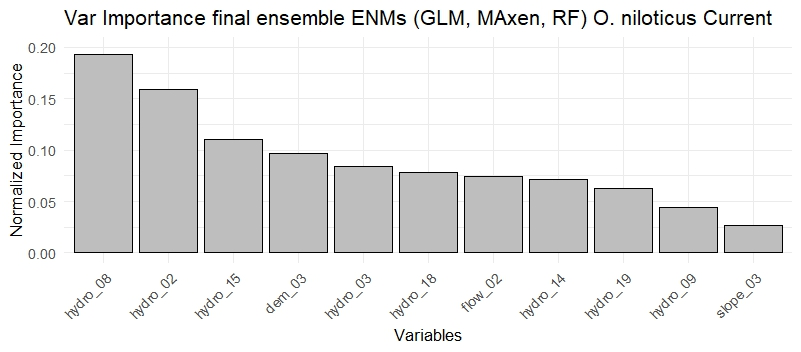 Var Importance final ensemble ENMs (GLM, MAxen, RF) O. niloticus Current
Normalized Importance
0.20
0.15
0.10
0.05
0.00
hydro_08
hydro_02
hydro_15
dem_03
hydro_03
hydro_18
flow_02
hydro_14
hydro_19
hydro_09
slope_03
Variables